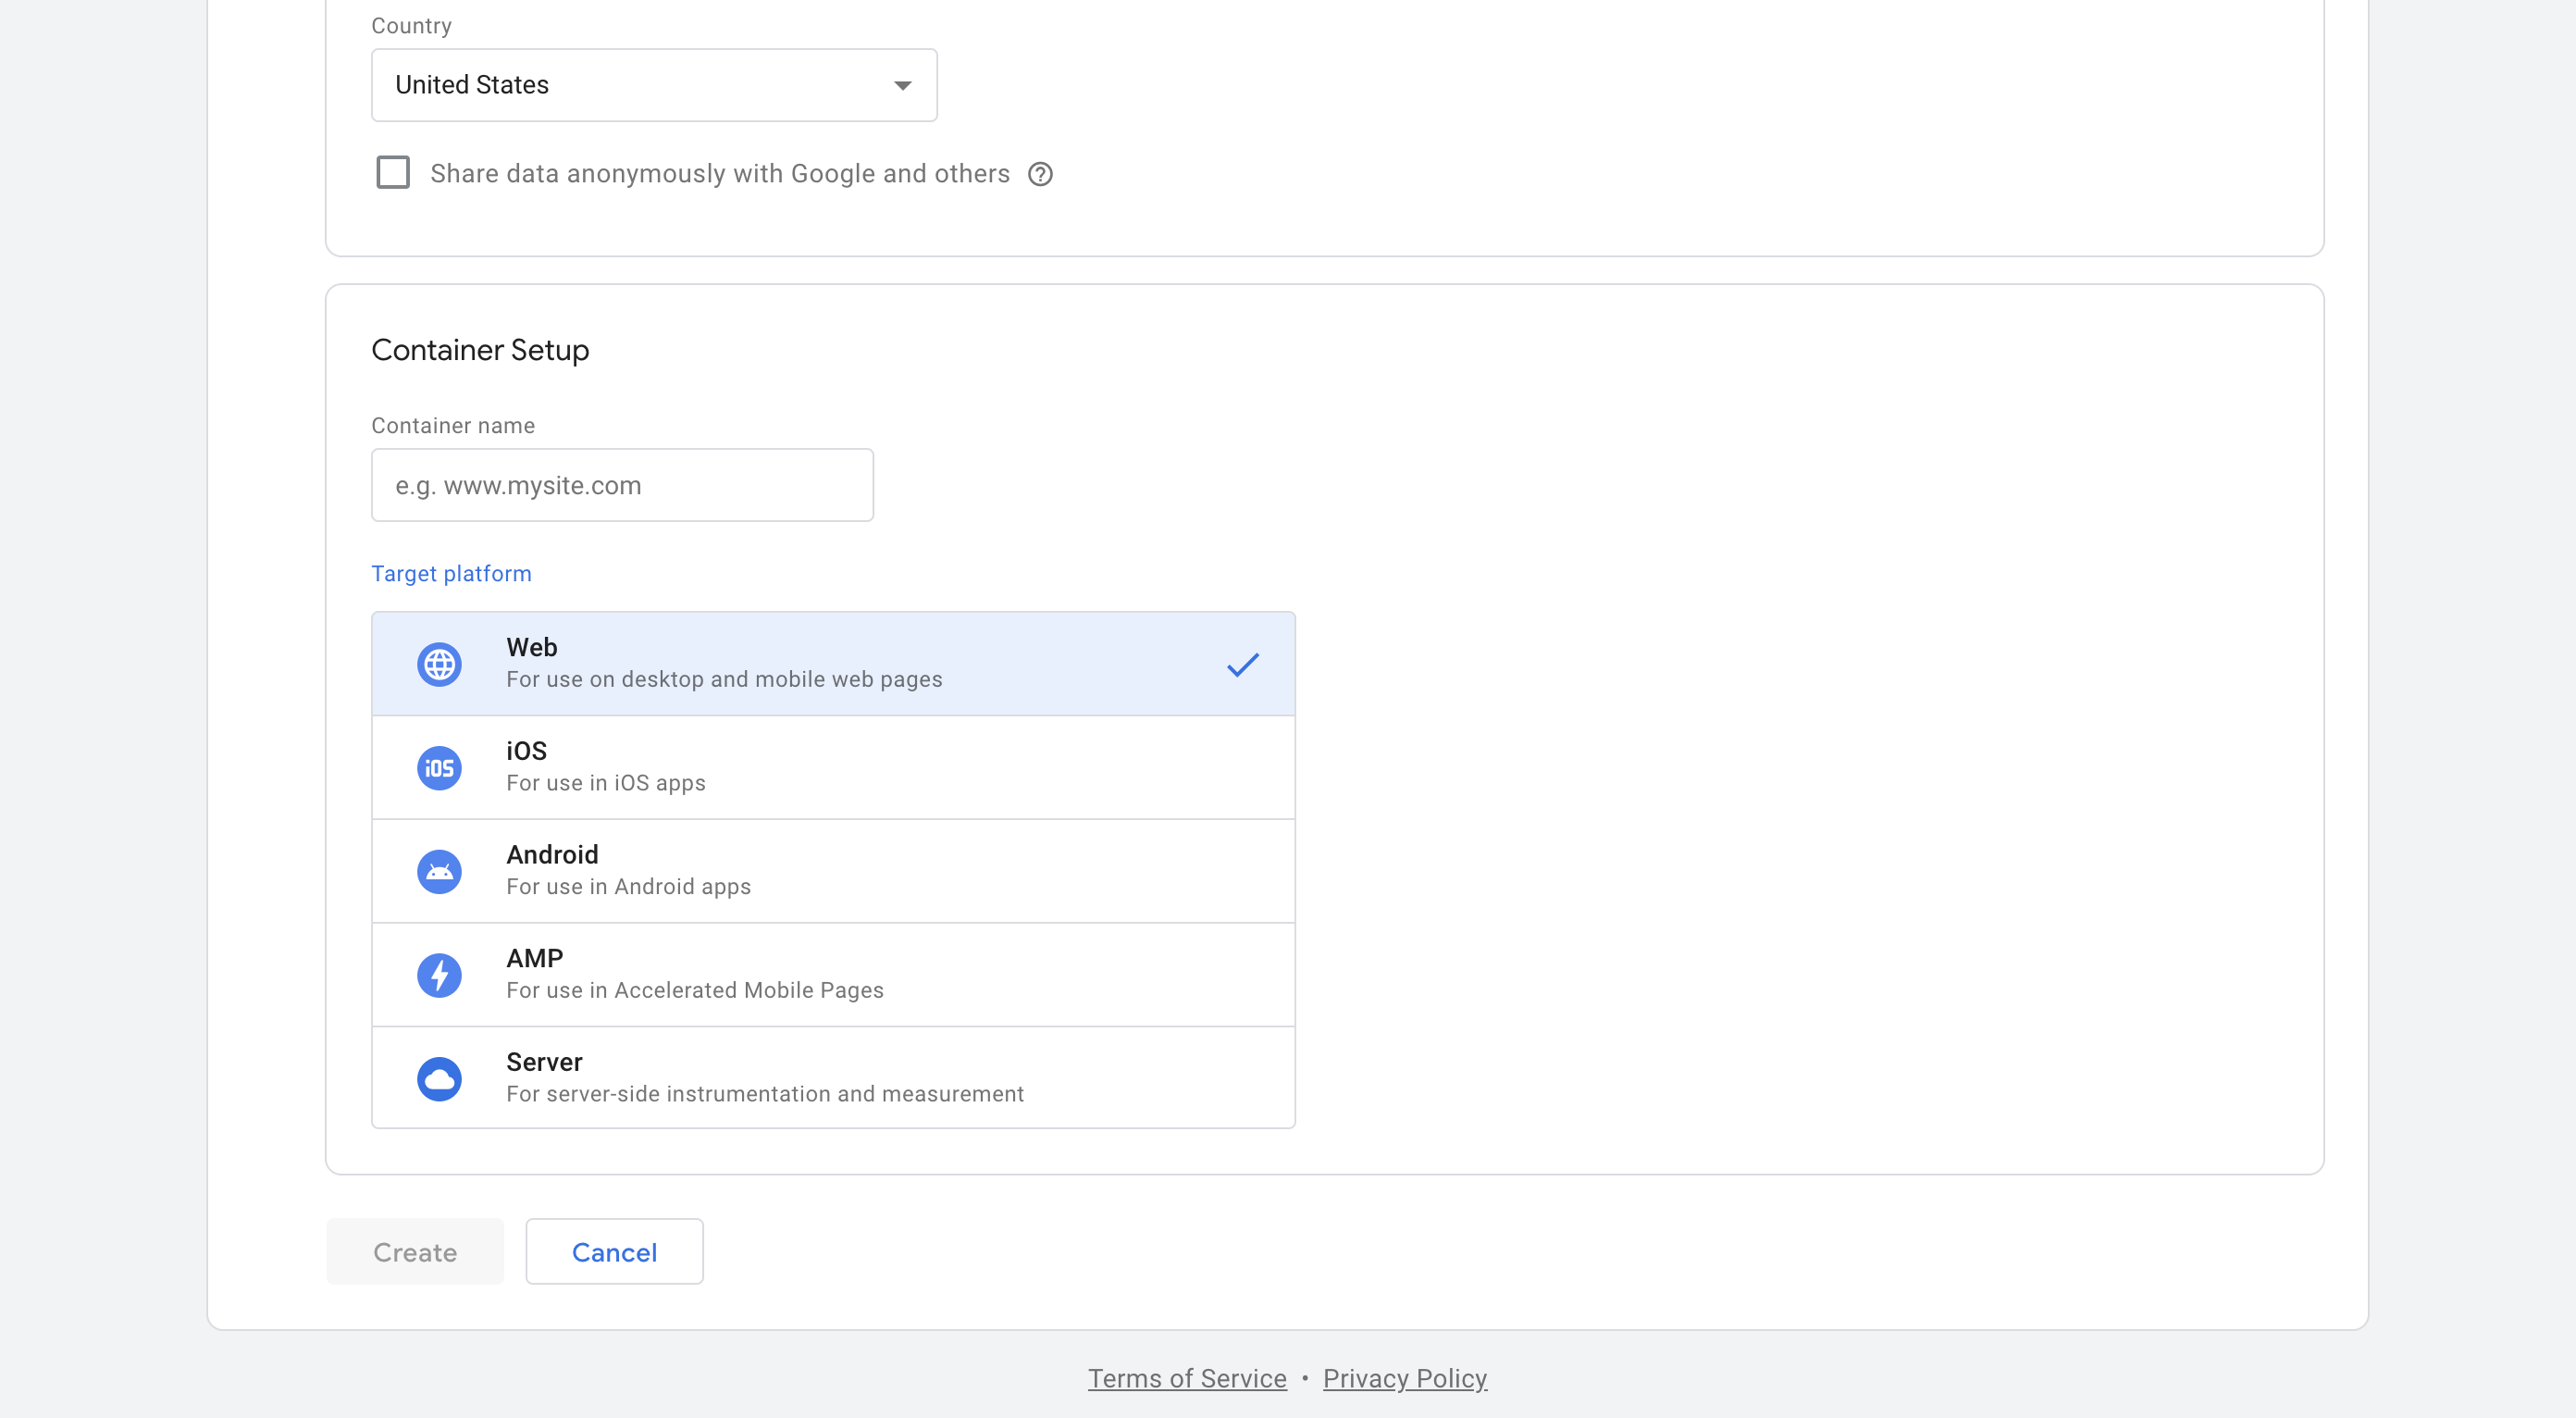 Country
United States
Share data anonymously with Google and others
Container Setup
Container name
e.g. www.mysite.com
Target platform
Web
For use on desktop and mobile web pages
iOS
iOS
For use in iOS apps
Android
For use in Android apps
AMP
For use in Accelerated Mobile Pages
Server
For server-side instrumentation and measurement
Create Cancel
Terms of Service • Privacy Policy